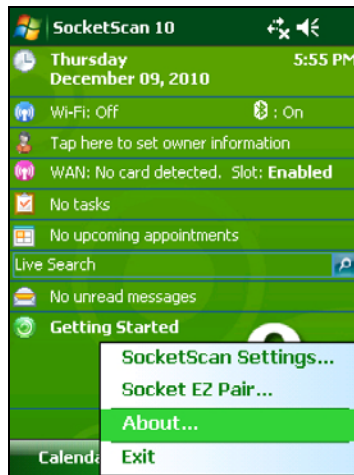 SocketScan 10
Thursday 5:55 PM
December 09, 2010
Wi-Fi: Off : On
Tap here to set owner information
WAN: No card detected. Slot: Enabled
No tasks
No upcoming appointments
Live Search
No unread messages
Getting Started
SocketScan Settings...
Socket EZ Pair...
About...
Calenda Exit